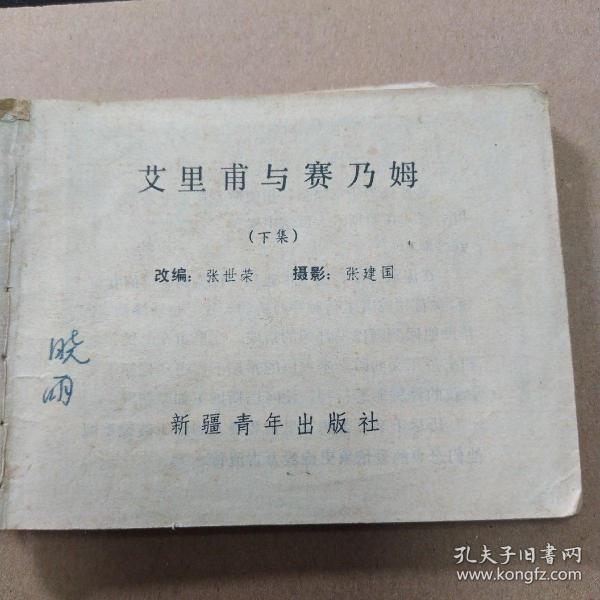 艾里甫与赛乃姆
(下集)
改编：张世荣 摄影：张建国
晓
明
新疆青年出版社
孔夫子旧书网
www.kongfz.com